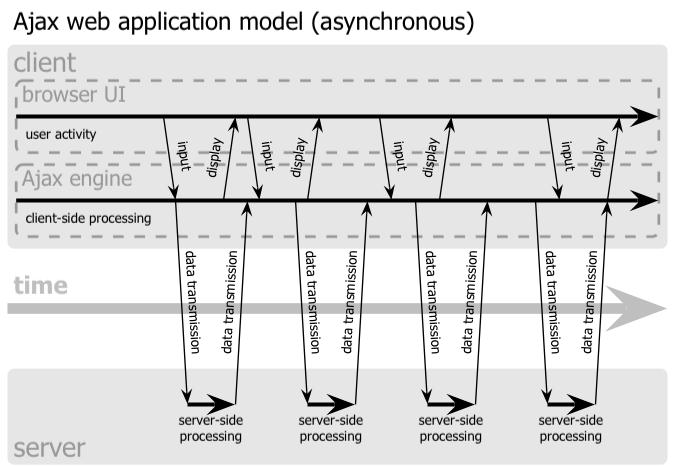 Ajax web application model (asynchronous)
client
browser UI
user activity
input
display
input
display
input
display
input
display
Ajax engine
client-side processing
data transmission
data transmission
data transmission
data transmission
data transmission
data transmission
data transmission
data transmission
time
server-side
processing
server-side
processing
server-side
processing
server-side
processing
server